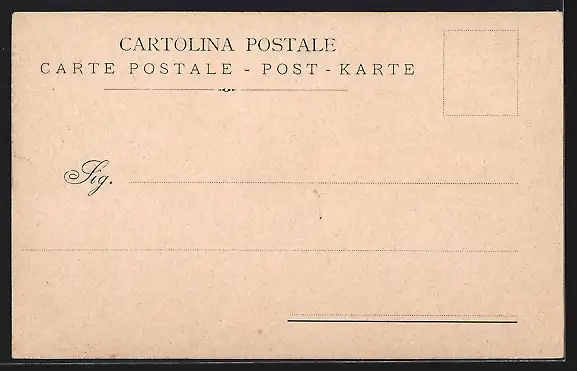 CARTOLINA POSTALE
CARTE POSTALE - POST-KARTE
Sig.